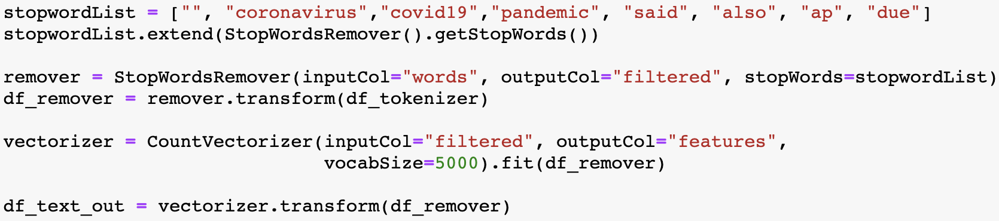 stopwordList = ["", "coronavirus","covid19","pandemic", "said", "also", "ap", "due"]
stopwordList.extend(StopWordsRemover().getStopWords())

remover = StopWordsRemover(inputCol="words", outputCol="filtered", stopWords=stopwordList)
df_remover = remover.transform(df_tokenizer)

vectorizer = CountVectorizer(inputCol="filtered", outputCol="features",
                             vocabSize=5000).fit(df_remover)

df_text_out = vectorizer.transform(df_remover)